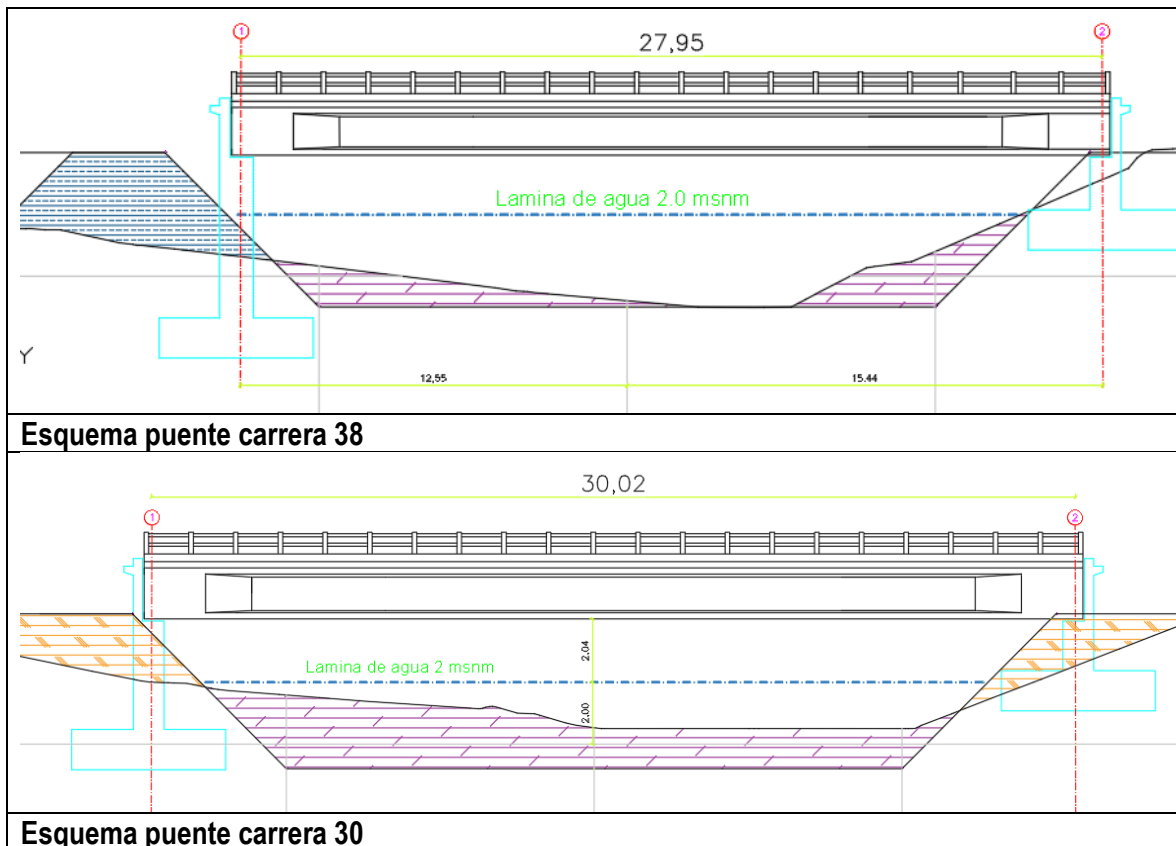 1
2
27,95
Lamina de agua 2.0 msnm
Y
12,55
15.44
Esquema puente carrera 38
30,02
1
2
2.04
Lamina de agua 2 msnm
2.00
Esquema puente carrera 30